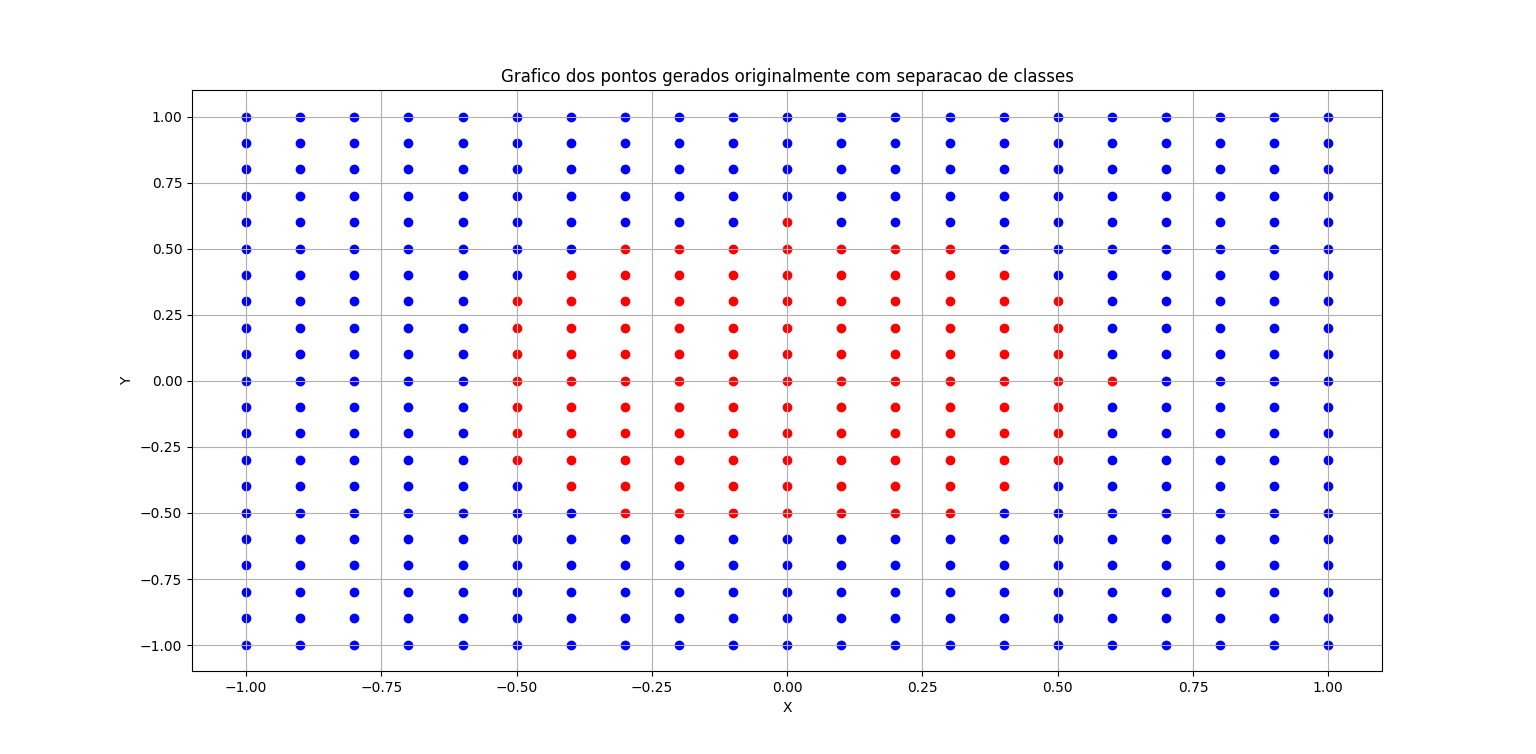 Grafico dos pontos gerados originalmente com separacao de classes
1.00
0.75
0.50
0.25
0.00
−0.25
−0.50
−0.75
−1.00
Y
−1.00 −0.75 −0.50 −0.25 0.00 0.25 0.50 0.75 1.00
X